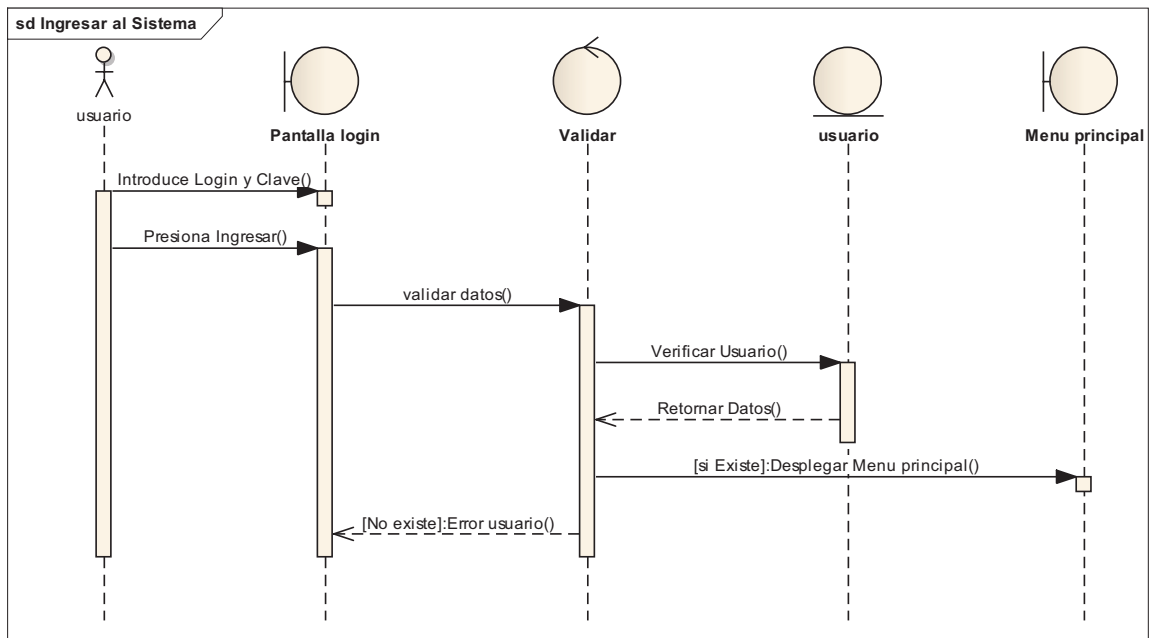 sd Ingresar al Sistema
usuario
Pantalla login
Validar
usuario
Menu principal
Introduce Login y Clave()
Presiona Ingresar()
validar datos()
Verificar Usuario()
Retornar Datos()
[si Existe]:Desplegar Menu principal()
[No existe]:Error usuario()